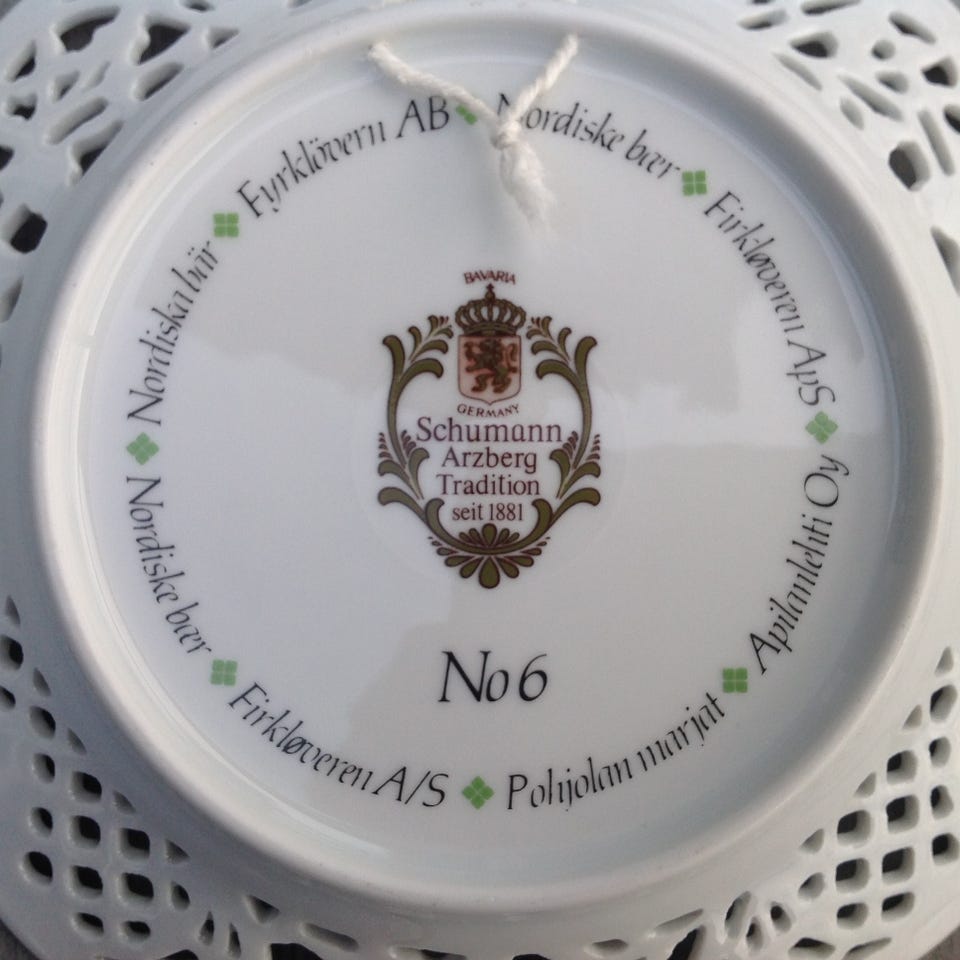 BAVARIA
GERMANY
Schumann
Arzberg
Tradition
seit 1881
No 6
Nordiske bær
Firkløveren ApS
Apilanlehti Oy
Pohjolan marjat
Firkløveren A/S
Nordiske bær
Nordiska bär
Fyrklövern AB